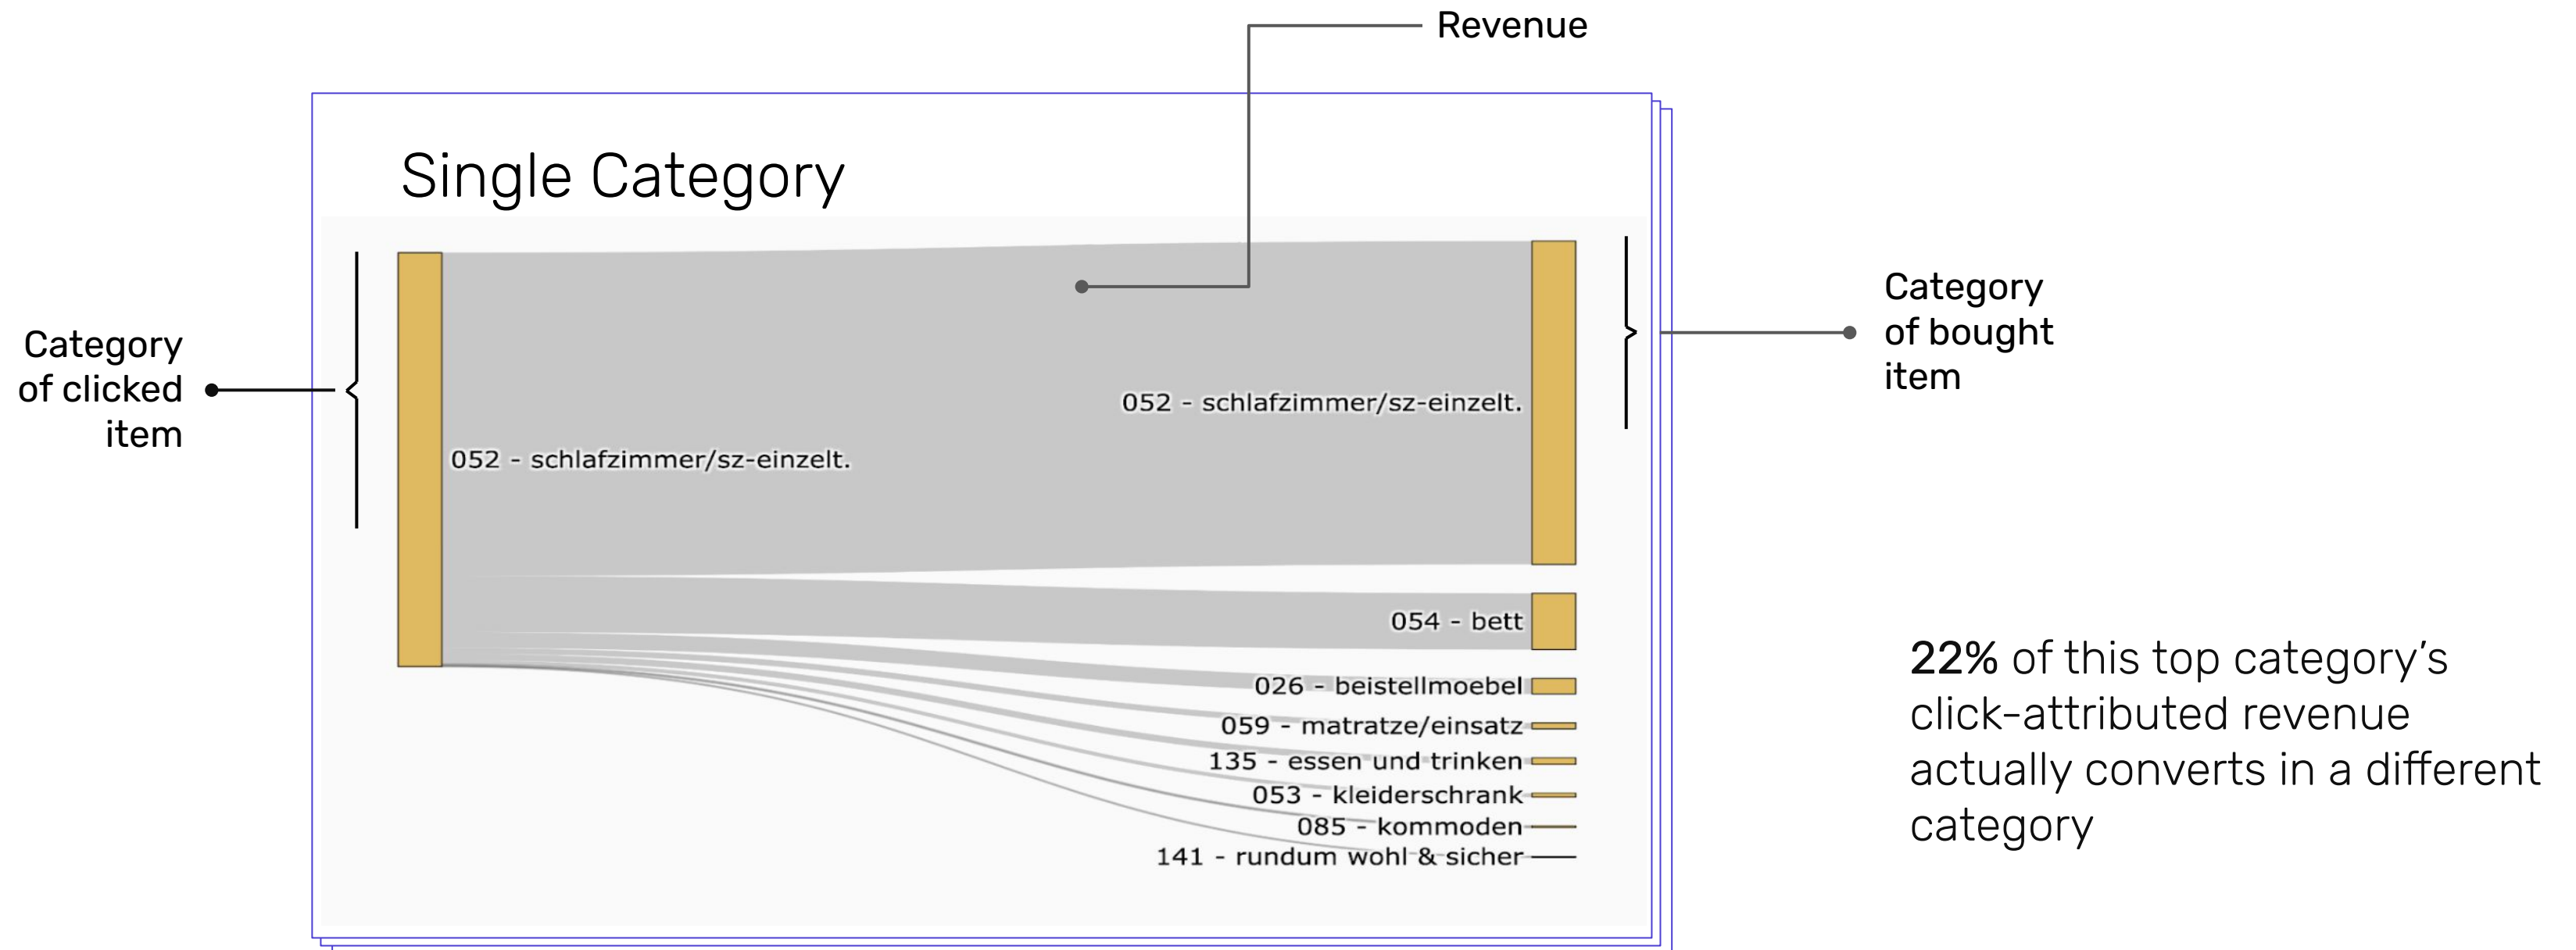 Revenue
Single Category
Category
of clicked
item
052 - schlafzimmer/sz-einzelt.
052 - schlafzimmer/sz-einzelt.
054 - bett
026 - beistellmoebel
059 - matratze/einsatz
135 - essen und trinken
053 - kleiderschrank
085 - kommoden
141 - rundum wohl & sicher
Category
of bought
item
22% of this top category’s
click-attributed revenue
actually converts in a different
category